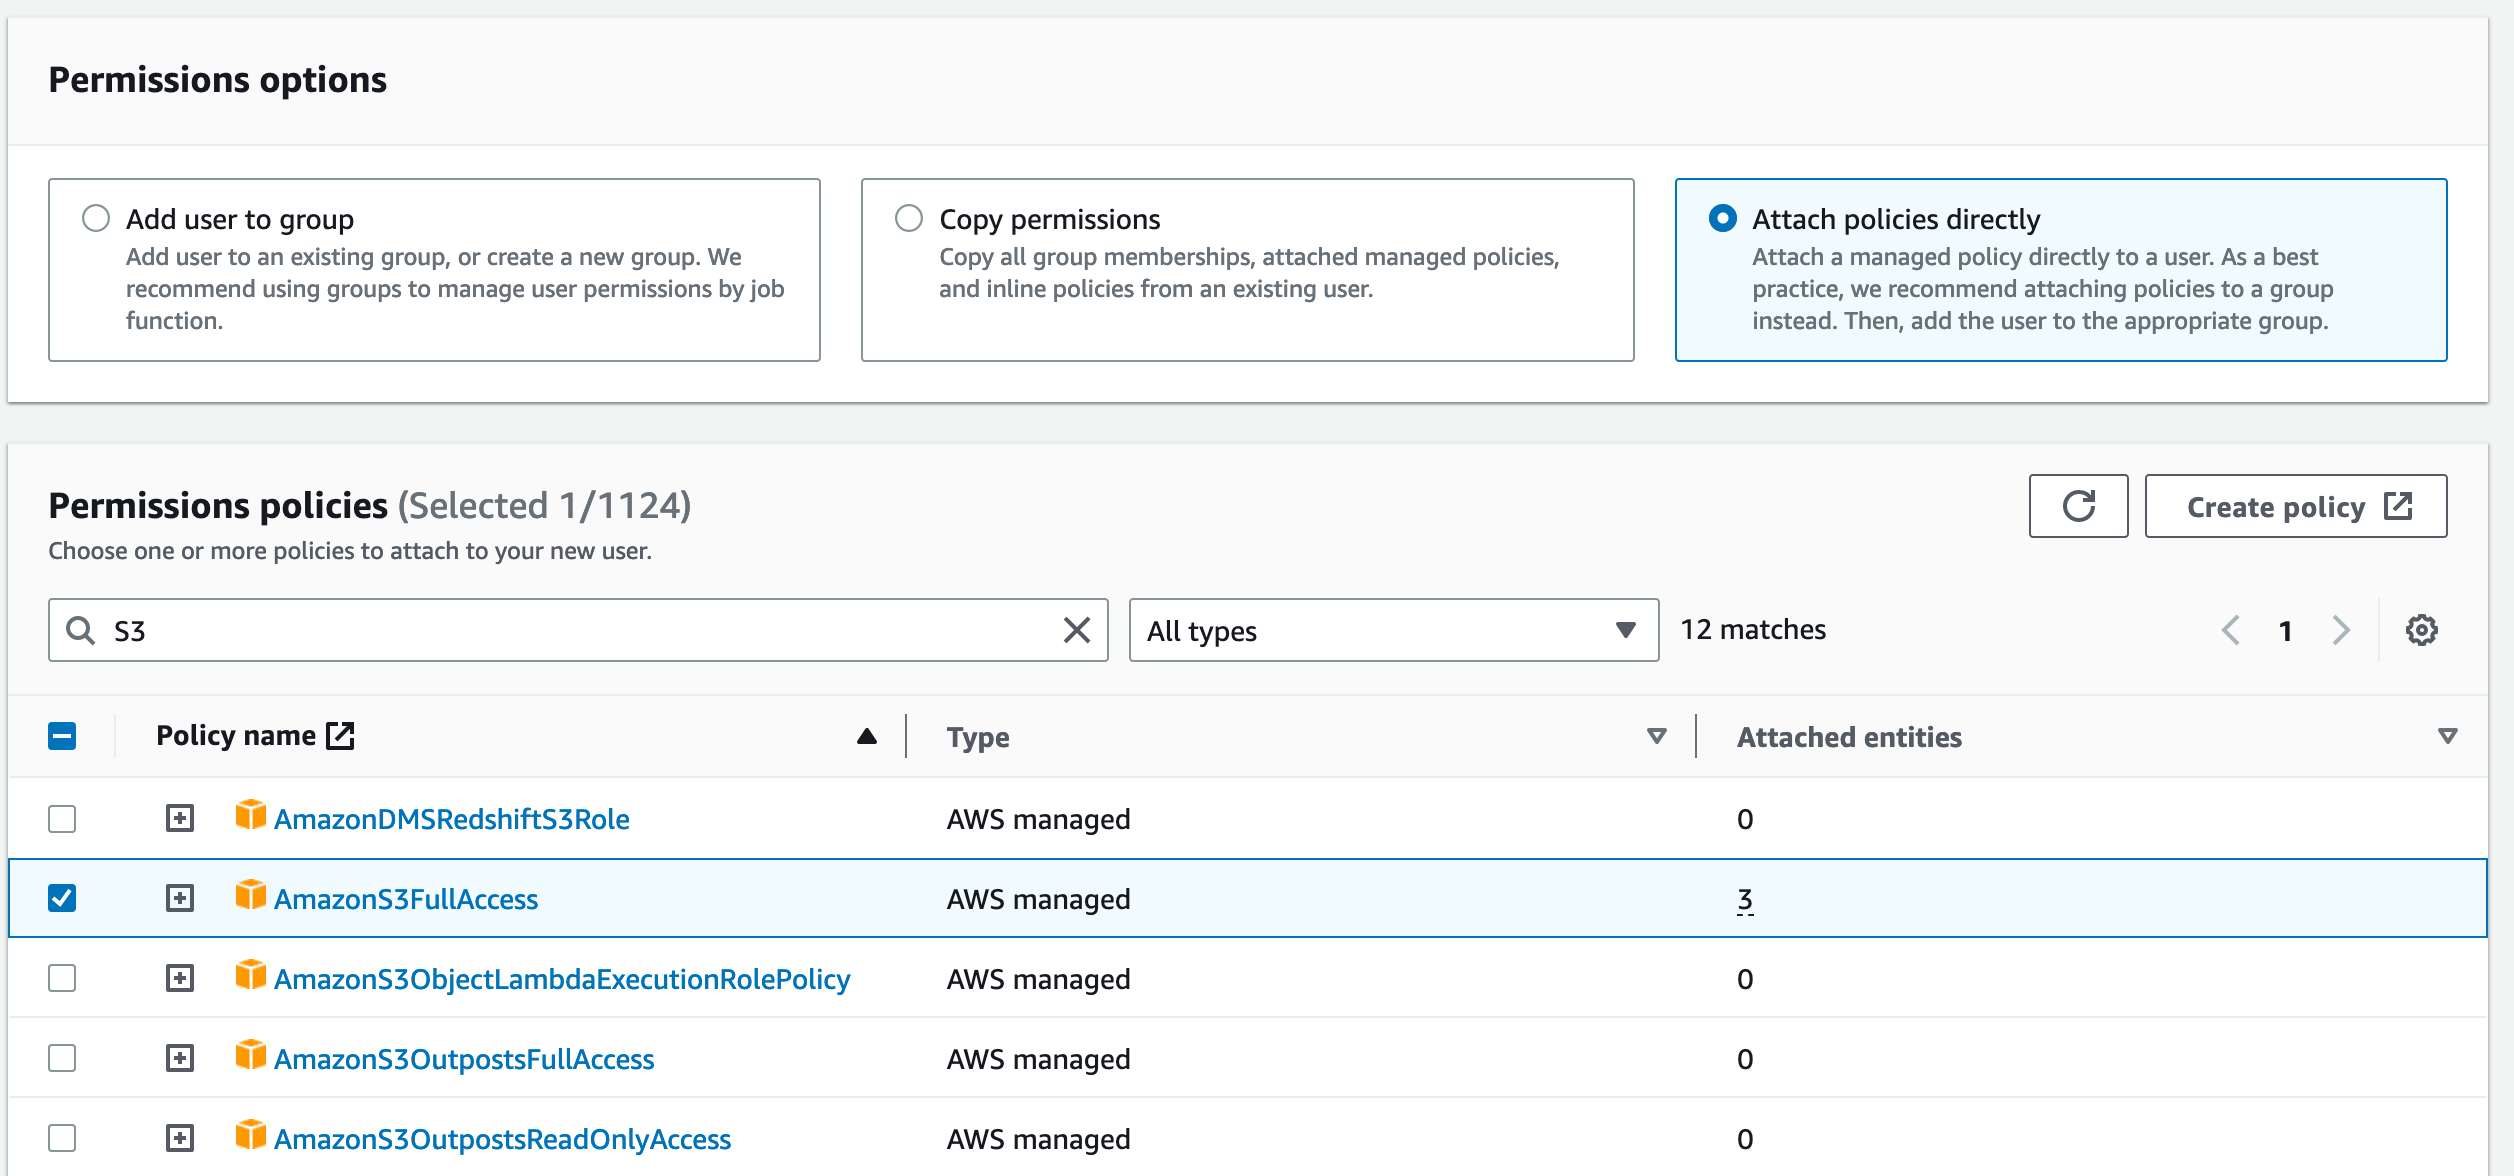 Permissions options
Add user to group
Add user to an existing group, or create a new group. We
recommend using groups to manage user permissions by job
function.
Copy permissions
Copy all group memberships, attached managed policies,
and inline policies from an existing user.
Attach policies directly
Attach a managed policy directly to a user. As a best
practice, we recommend attaching policies to a group
instead. Then, add the user to the appropriate group.
Permissions policies (Selected 1/1124)
Choose one or more policies to attach to your new user.
Create policy
S3
All types
12 matches
1
Policy name
Type
Attached entities
AmazonDMSRedshiftS3Role AWS managed 0
AmazonS3FullAccess AWS managed 3
AmazonS3ObjectLambdaExecutionRolePolicy AWS managed 0
AmazonS3OutpostsFullAccess AWS managed 0
AmazonS3OutpostsReadOnlyAccess AWS managed 0